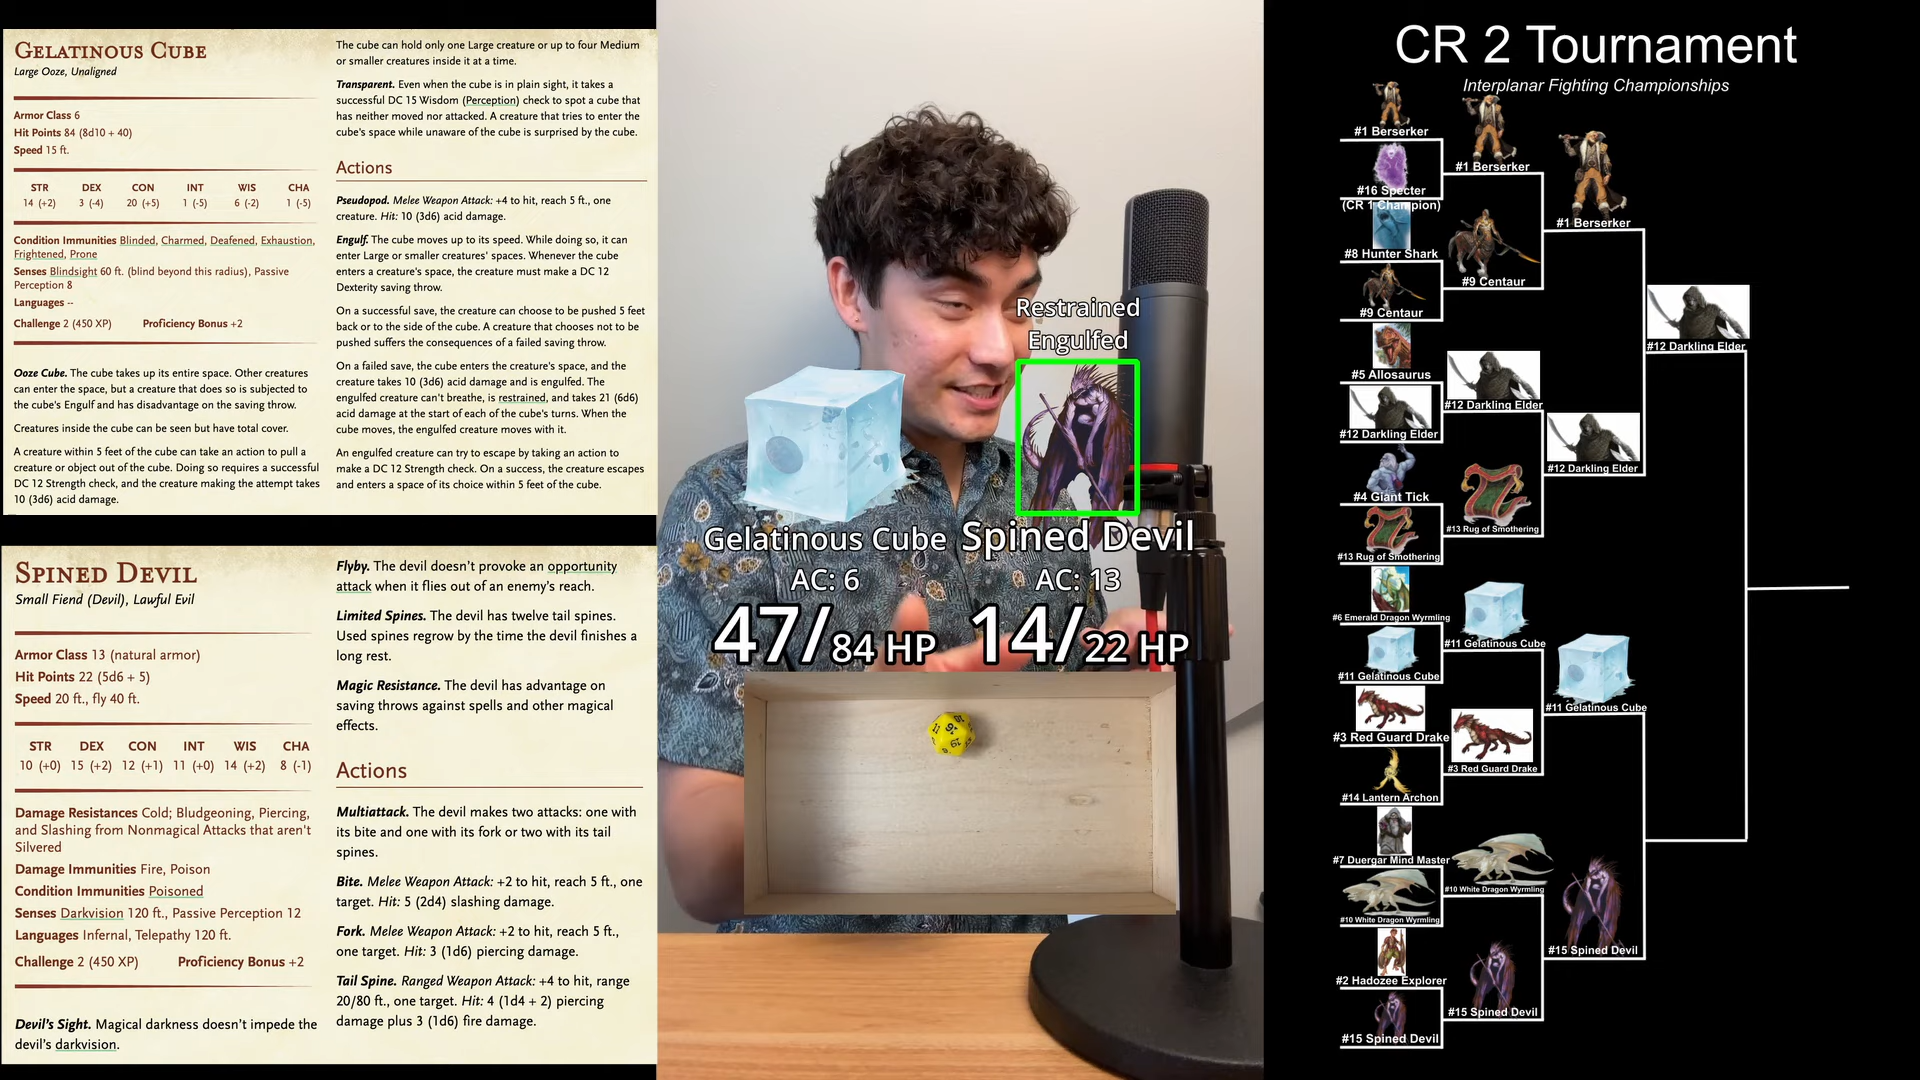 GELATINOUS CUBE
Large Ooze, Unaligned
Armor Class 6
Hit Points 84 (8d10 + 40)
Speed 15 ft.
STR DEX CON INT WIS CHA
14 (+2) 3 (-4) 20 (+5) 1 (-5) 6 (-2) 1 (-5)
Condition Immunities Blinded, Charmed, Deafened, Exhaustion,
Frightened, Prone
Senses Blindsight 60 ft. (blind beyond this radius), Passive
Perception 8
Languages --
Challenge 2 (450 XP) Proficiency Bonus +2
Ooze Cube. The cube takes up its entire space. Other creatures
can enter the space, but a creature that does so is subjected to
the cube's Engulf and has disadvantage on the saving throw.
Creatures inside the cube can be seen but have total cover.
A creature within 5 feet of the cube can take an action to pull a
creature or object out of the cube. Doing so requires a successful
DC 12 Strength check, and the creature making the attempt takes
10 (3d6) acid damage.
The cube can hold only one Large creature or up to four Medium
or smaller creatures inside it at a time.
Transparent. Even when the cube is in plain sight, it takes a
successful DC 15 Wisdom (Perception) check to spot a cube that
has neither moved nor attacked. A creature that tries to enter the
cube's space while unaware of the cube is surprised by the cube.
Actions
Pseudopod. Melee Weapon Attack: +4 to hit, reach 5 ft., one
creature. Hit: 10 (3d6) acid damage.
Engulf. The cube moves up to its speed. While doing so, it can
enter Large or smaller creatures' spaces. Whenever the cube
enters a creature's space, the creature must make a DC 12
Dexterity saving throw.
On a successful save, the creature can choose to be pushed 5 feet
back or to the side of the cube. A creature that chooses not to be
pushed suffers the consequences of a failed saving throw.
On a failed save, the cube enters the creature's space, and the
creature takes 10 (3d6) acid damage and is engulfed. The
engulfed creature can't breathe, is restrained, and takes 21 (6d6)
acid damage at the start of each of the cube's turns. When the
cube moves, the engulfed creature moves with it.
An engulfed creature can try to escape by taking an action to
make a DC 12 Strength check. On a success, the creature escapes
and enters a space of its choice within 5 feet of the cube.
SPINED DEVIL
Small Fiend (Devil), Lawful Evil
Armor Class 13 (natural armor)
Hit Points 22 (5d6 + 5)
Speed 20 ft., fly 40 ft.
STR DEX CON INT WIS CHA
10 (+0) 15 (+2) 12 (+1) 11 (+0) 14 (+2) 8 (-1)
Damage Resistances Cold; Bludgeoning, Piercing,
and Slashing from Nonmagical Attacks that aren't
Silvered
Damage Immunities Fire, Poison
Condition Immunities Poisoned
Senses Darkvision 120 ft., Passive Perception 12
Languages Infernal, Telepathy 120 ft.
Challenge 2 (450 XP) Proficiency Bonus +2
Devil's Sight. Magical darkness doesn't impede the
devil's darkvision.
Flyby. The devil doesn't provoke an opportunity
attack when it flies out of an enemy's reach.
Limited Spines. The devil has twelve tail spines.
Used spines regrow by the time the devil finishes a
long rest.
Magic Resistance. The devil has advantage on
saving throws against spells and other magical
effects.
Actions
Multiattack. The devil makes two attacks: one with
its bite and one with its fork or two with its tail
spines.
Bite. Melee Weapon Attack: +2 to hit, reach 5 ft., one
target. Hit: 5 (2d4) slashing damage.
Fork. Melee Weapon Attack: +2 to hit, reach 5 ft.,
one target. Hit: 3 (1d6) piercing damage.
Tail Spine. Ranged Weapon Attack: +4 to hit, range
20/80 ft., one target. Hit: 4 (1d4 + 2) piercing
damage plus 3 (1d6) fire damage.
Restrained
Engulfed
Gelatinous Cube
AC: 6
47/84 HP
Spined Devil
AC: 13
14/22 HP
CR 2 Tournament
Interplanar Fighting Championships
#1 Berserker
#16 Specter
(CR 1 Champion)
#8 Hunter Shark
#9 Centaur
#5 Allosaurus
#12 Darkling Elder
#4 Giant Tick
#13 Rug of Smothering
#6 Emerald Dragon Wyrmling
#11 Gelatinous Cube
#3 Red Guard Drake
#14 Lantern Archon
#7 Duergar Mind Master
#10 White Dragon Wyrmling
#2 Hadozee Explorer
#15 Spined Devil
#1 Berserker
#9 Centaur
#12 Darkling Elder
#13 Rug of Smothering
#11 Gelatinous Cube
#3 Red Guard Drake
#10 White Dragon Wyrmling
#15 Spined Devil
#1 Berserker
#12 Darkling Elder
#11 Gelatinous Cube
#15 Spined Devil
#12 Darkling Elder